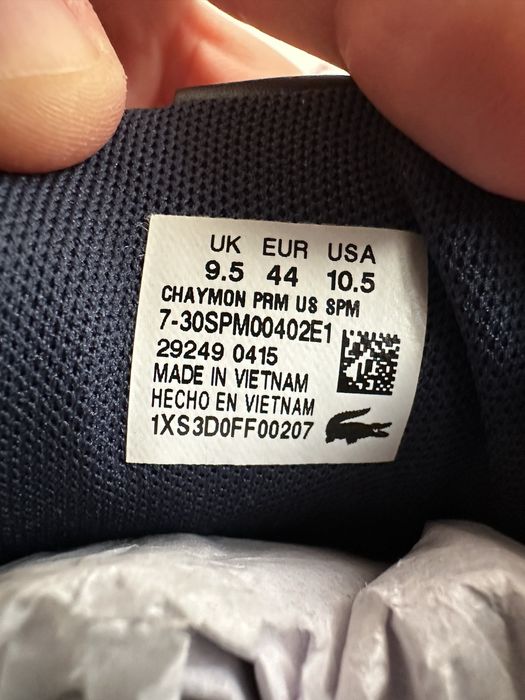 UK EUR USA
9.5 44 10.5
CHAYMON PRM US SPM
7-30SPM00402E1
29249 0415
MADE IN VIETNAM
HECHO EN VIETNAM
1XS3D0FF00207